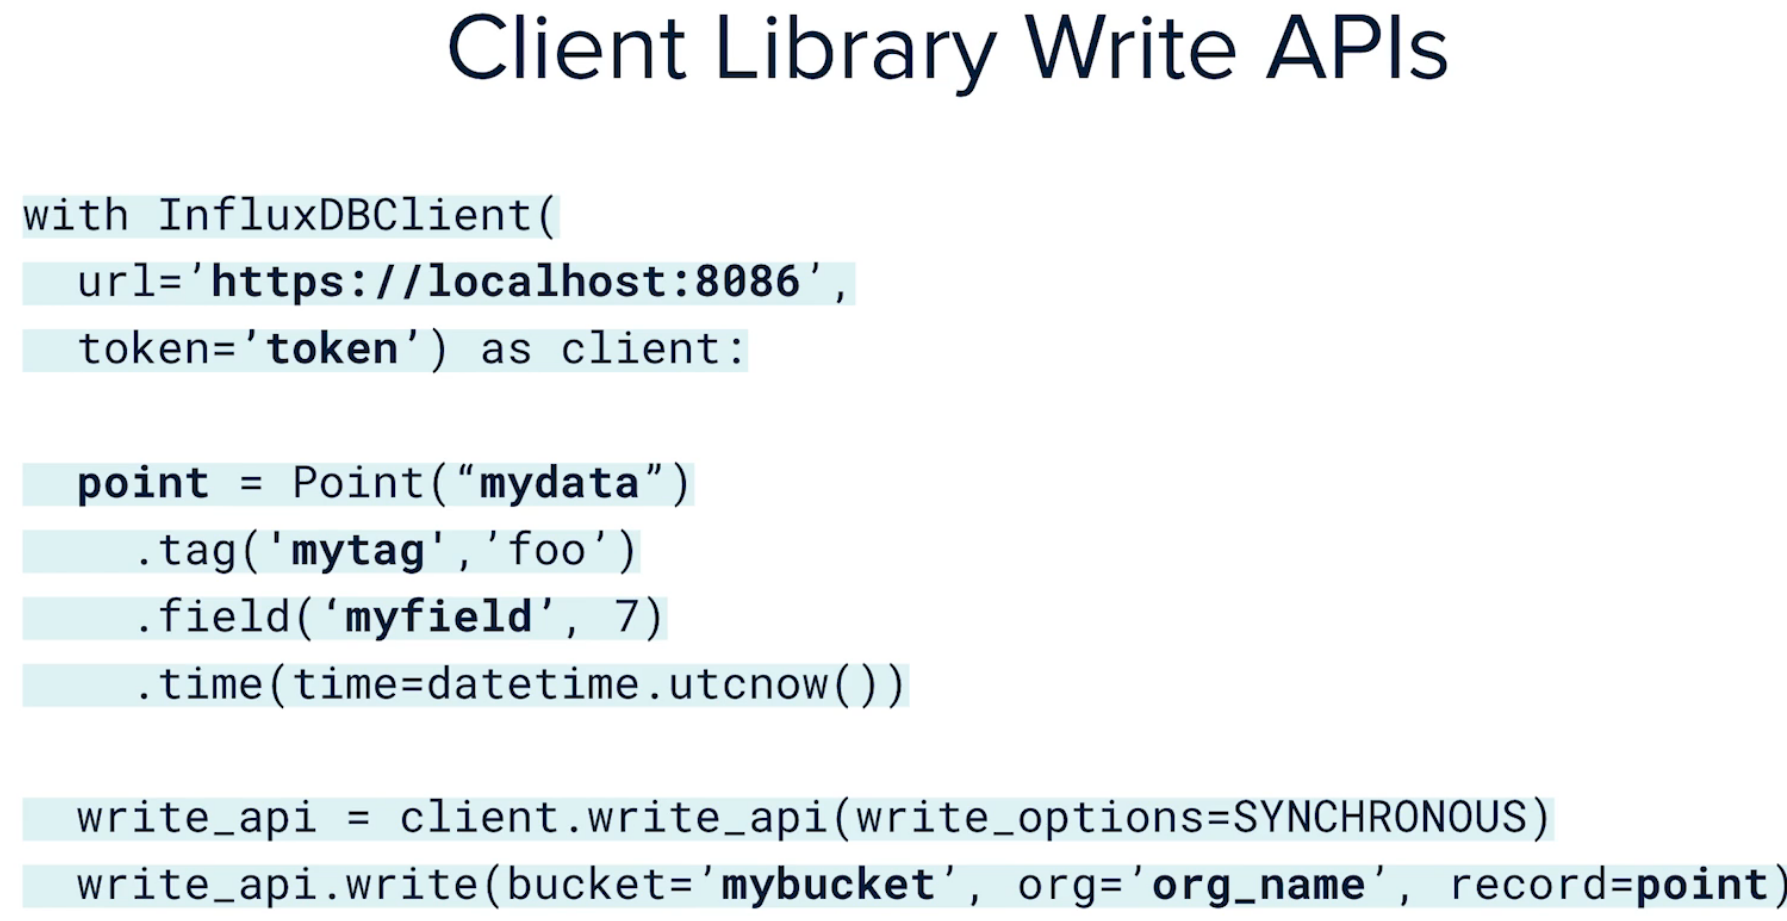 Client Library Write APIs
with InfluxDBClient(
  url=’https://localhost:8086’,
  token=’token’) as client:
  point = Point(“mydata”)
    .tag('mytag',’foo’)
    .field(‘myfield’, 7)
    .time(time=datetime.utcnow())
  write_api = client.write_api(write_options=SYNCHRONOUS)
  write_api.write(bucket=’mybucket’, org=’org_name’, record=point)